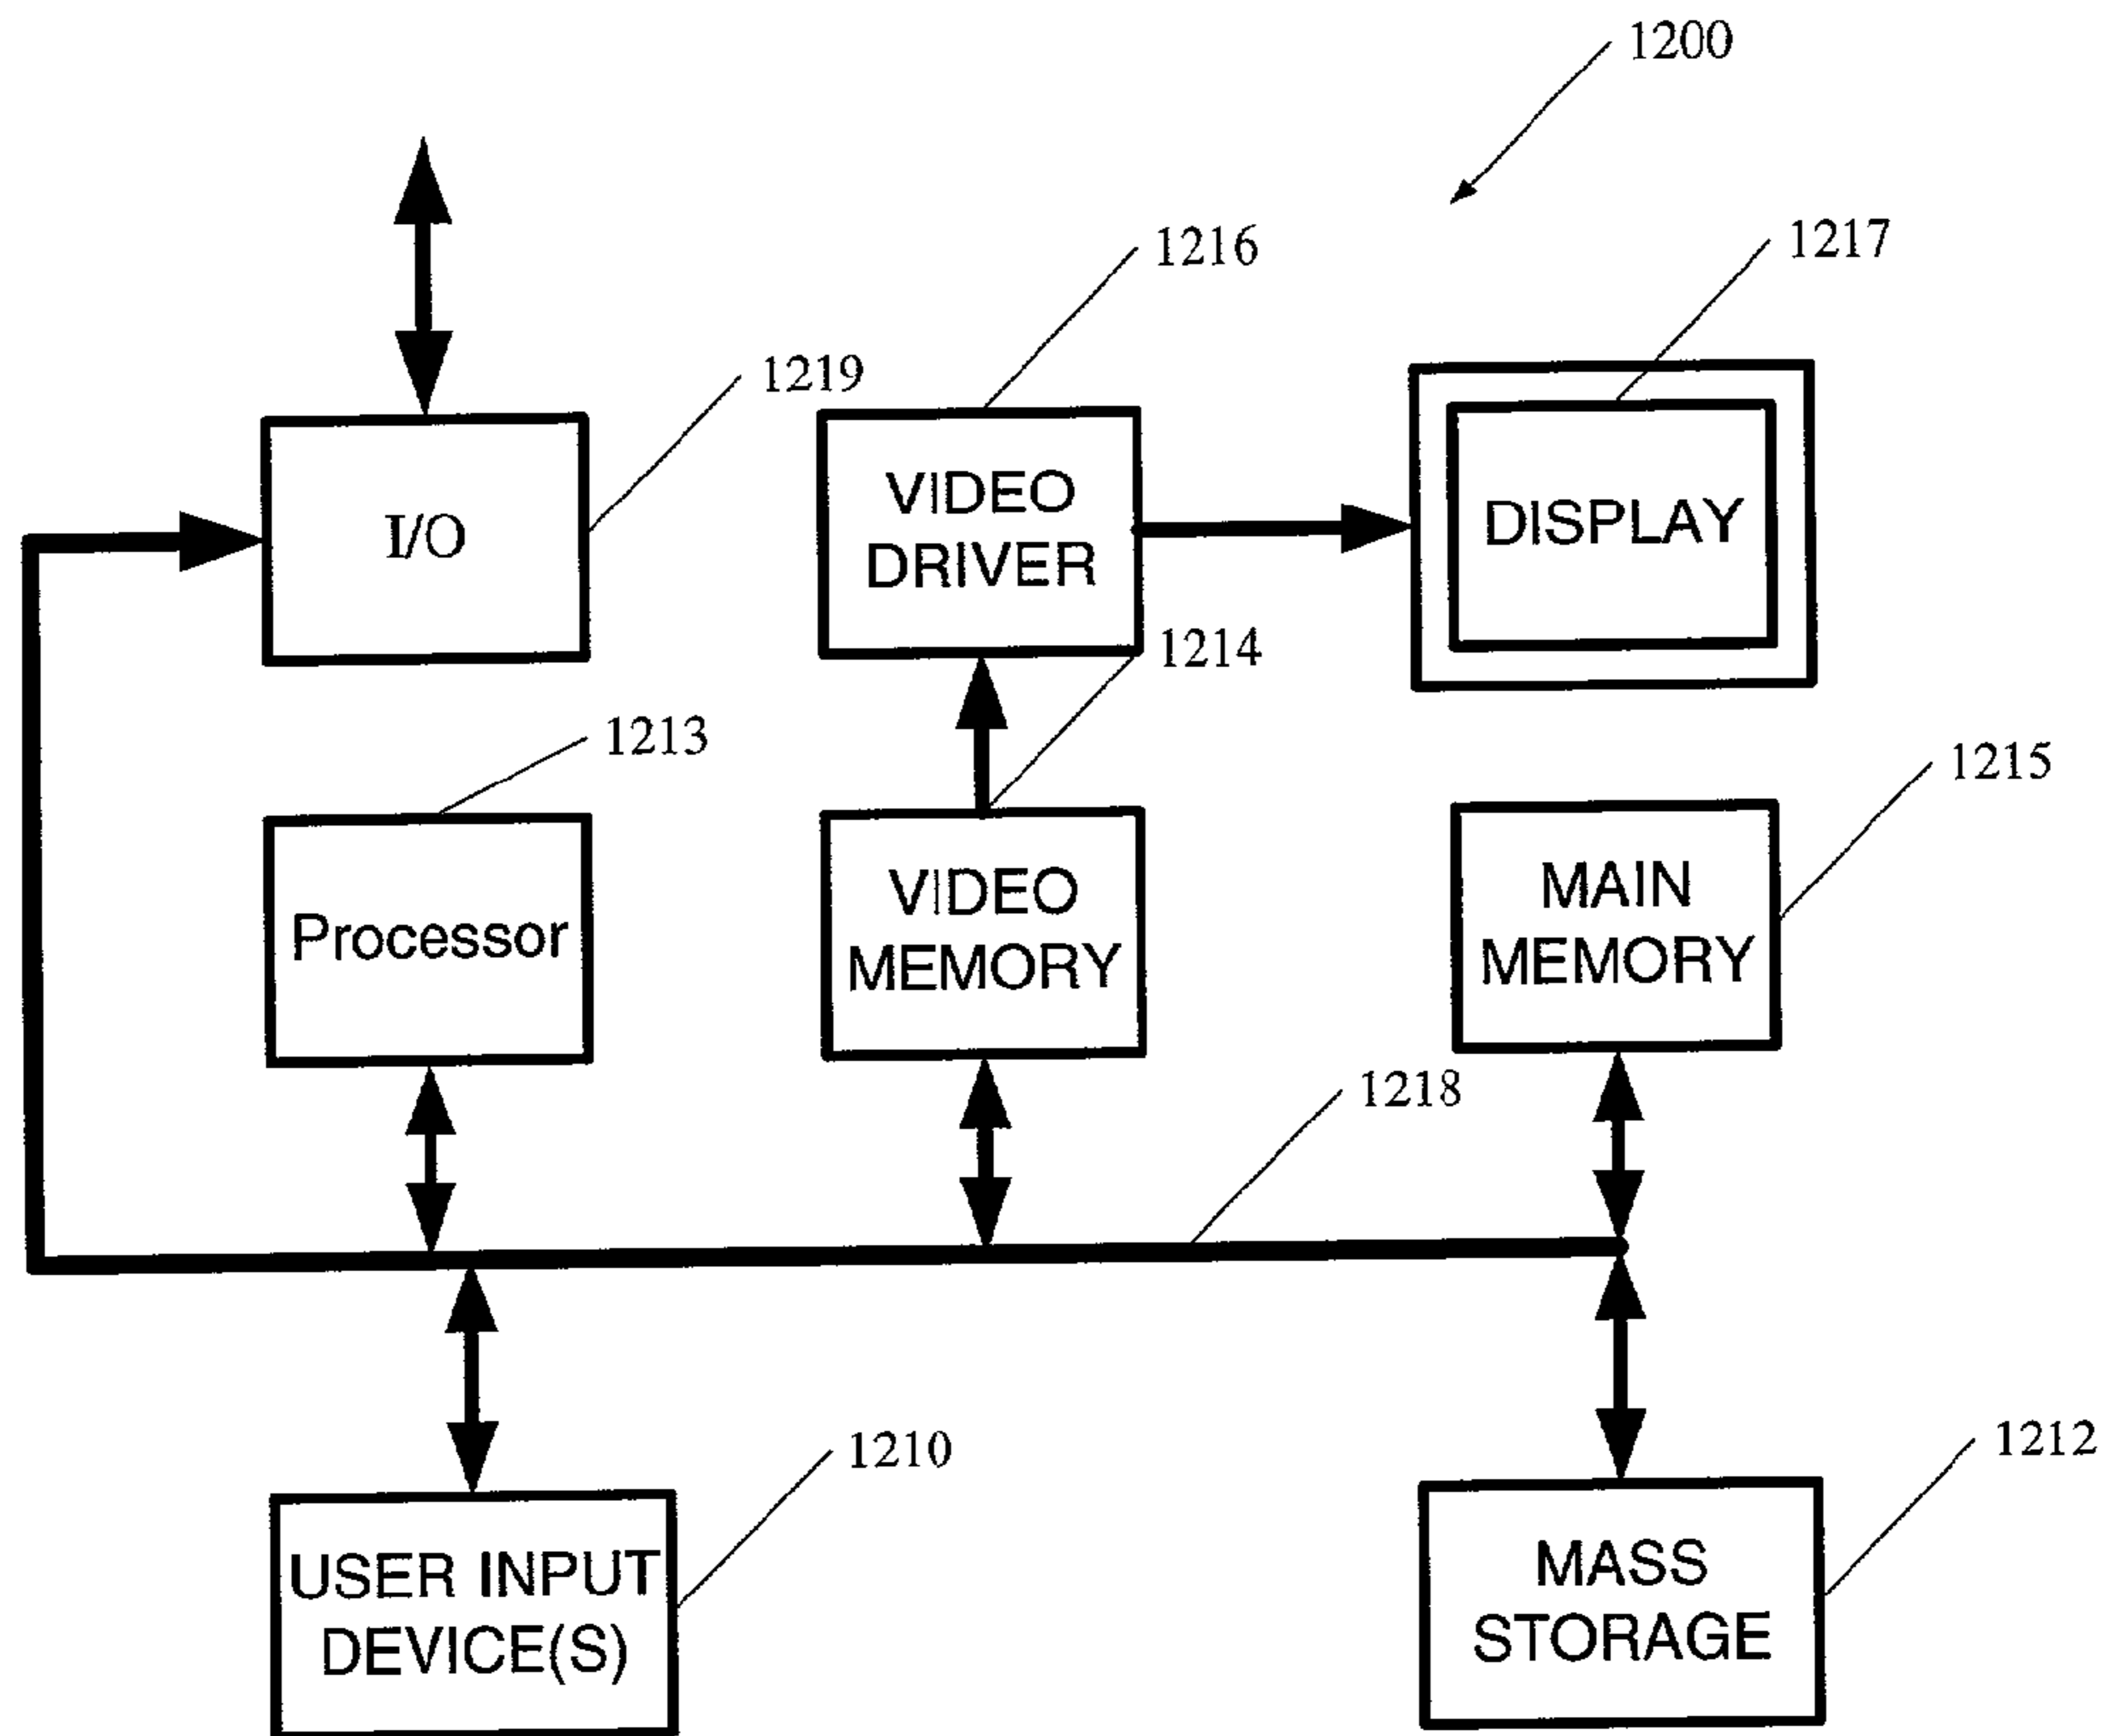 1200
1216
1217
1219
I/O
VIDEO
DRIVER
DISPLAY
1214
1213
1215
Processor
VIDEO
MEMORY
MAIN
MEMORY
1218
1210
1212
USER INPUT
DEVICE(S)
MASS
STORAGE